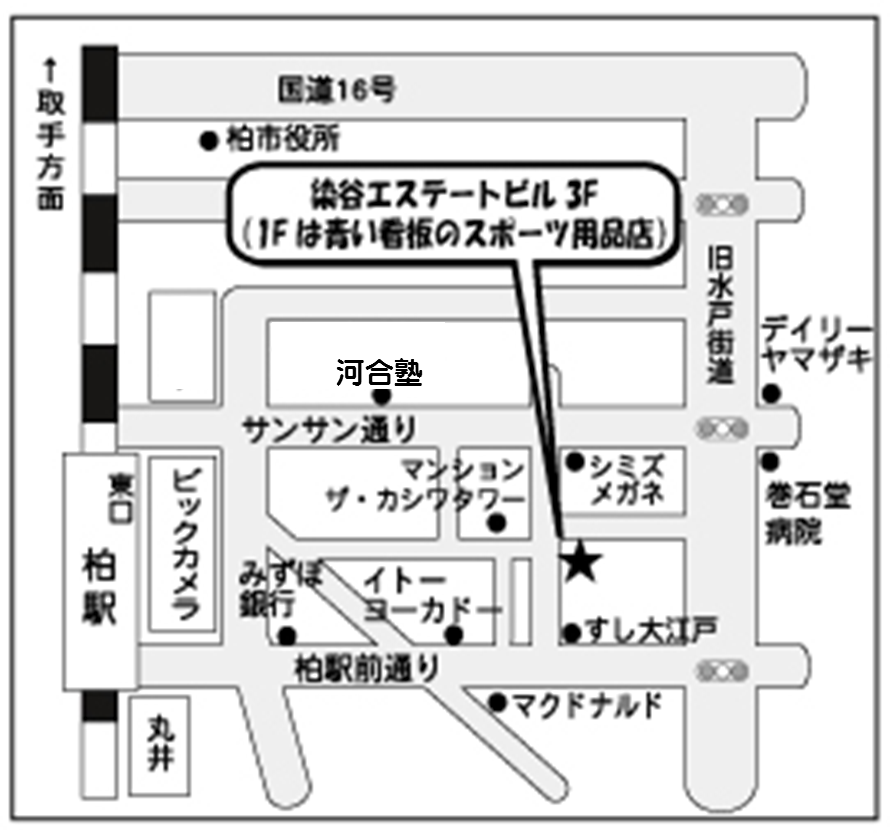 ↑取手方面
国道16号
柏市役所
染谷エステートビル 3F
(1F は青い看板のスポーツ用品店)
旧水戸街道
デイリー
ヤマザキ
河合塾
サンサン通り
マンション
ザ・カシワタワー
シミズ
メガネ
巻石堂
病院
東口
柏駅
ビックカメラ
みずほ
銀行
イトー
ヨーカドー
すし大江戸
柏駅前通り
マクドナルド
丸井